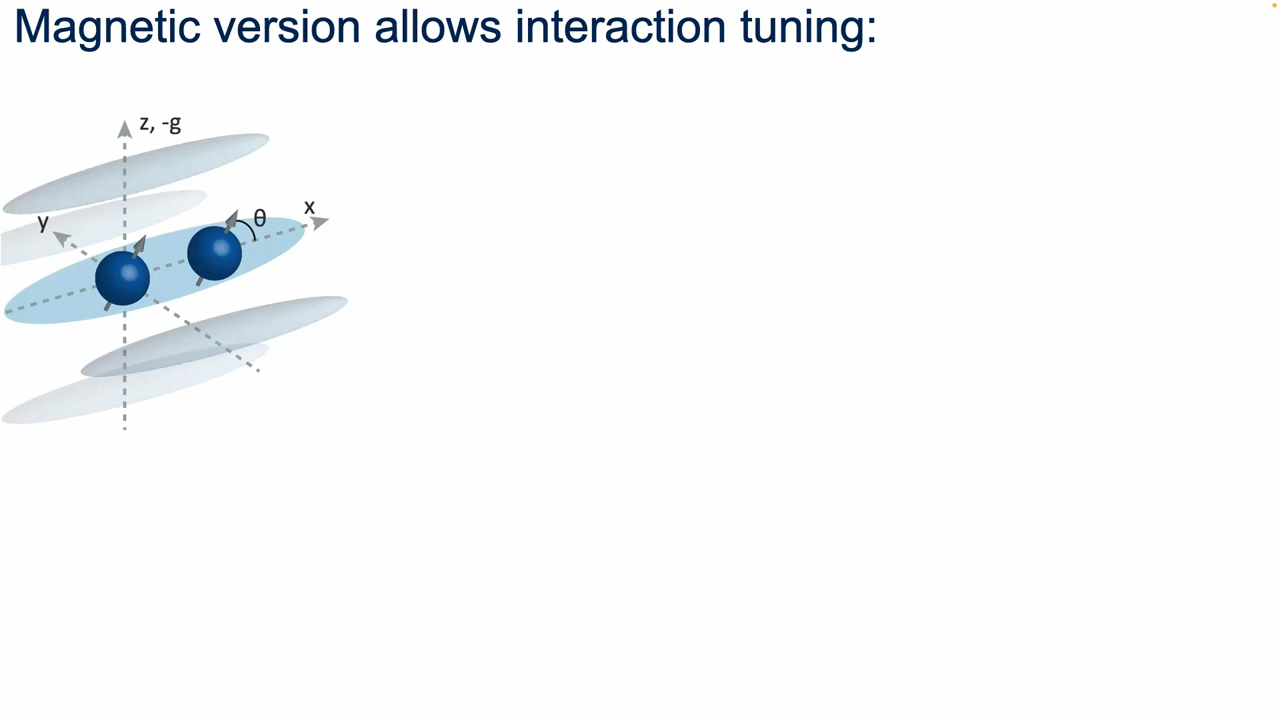 Magnetic version allows interaction tuning:
z, -g
y
θ
x